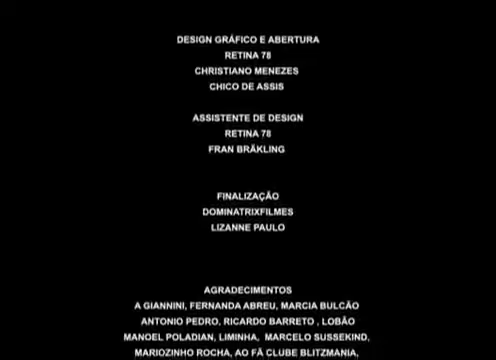 DESIGN GRÁFICO E ABERTURA
RETINA 78
CHRISTIANO MENEZES
CHICO DE ASSIS
ASSISTENTE DE DESIGN
RETINA 78
FRAN BRÄKLING
FINALIZAÇÃO
DOMINATRIXFILMES
LIZANNE PAULO
AGRADECIMENTOS
A GIANNINI, FERNANDA ABREU, MARCIA BULCÃO
ANTONIO PEDRO, RICARDO BARRETO , LOBÃO
MANOEL POLADIAN, LIMINHA,  MARCELO SUSSEKIND,
MARIOZINHO ROCHA, AO FÃ CLUBE BLITZMANIA,